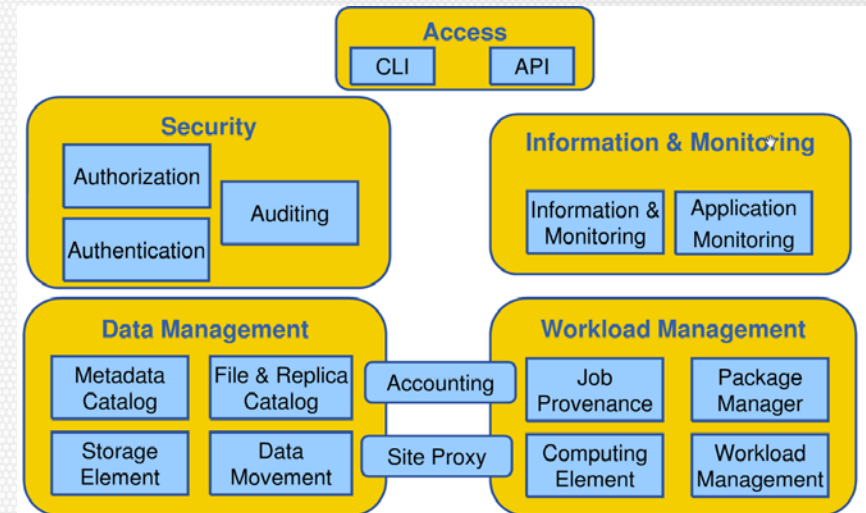 Access
CLI
API
Security
Authorization
Auditing
Authentication
Information & Monitoring
Information &
Monitoring
Application
Monitoring
Data Management
Metadata
Catalog
File & Replica
Catalog
Storage
Element
Data
Movement
Accounting
Site Proxy
Workload Management
Job
Provenance
Package
Manager
Computing
Element
Workload
Management